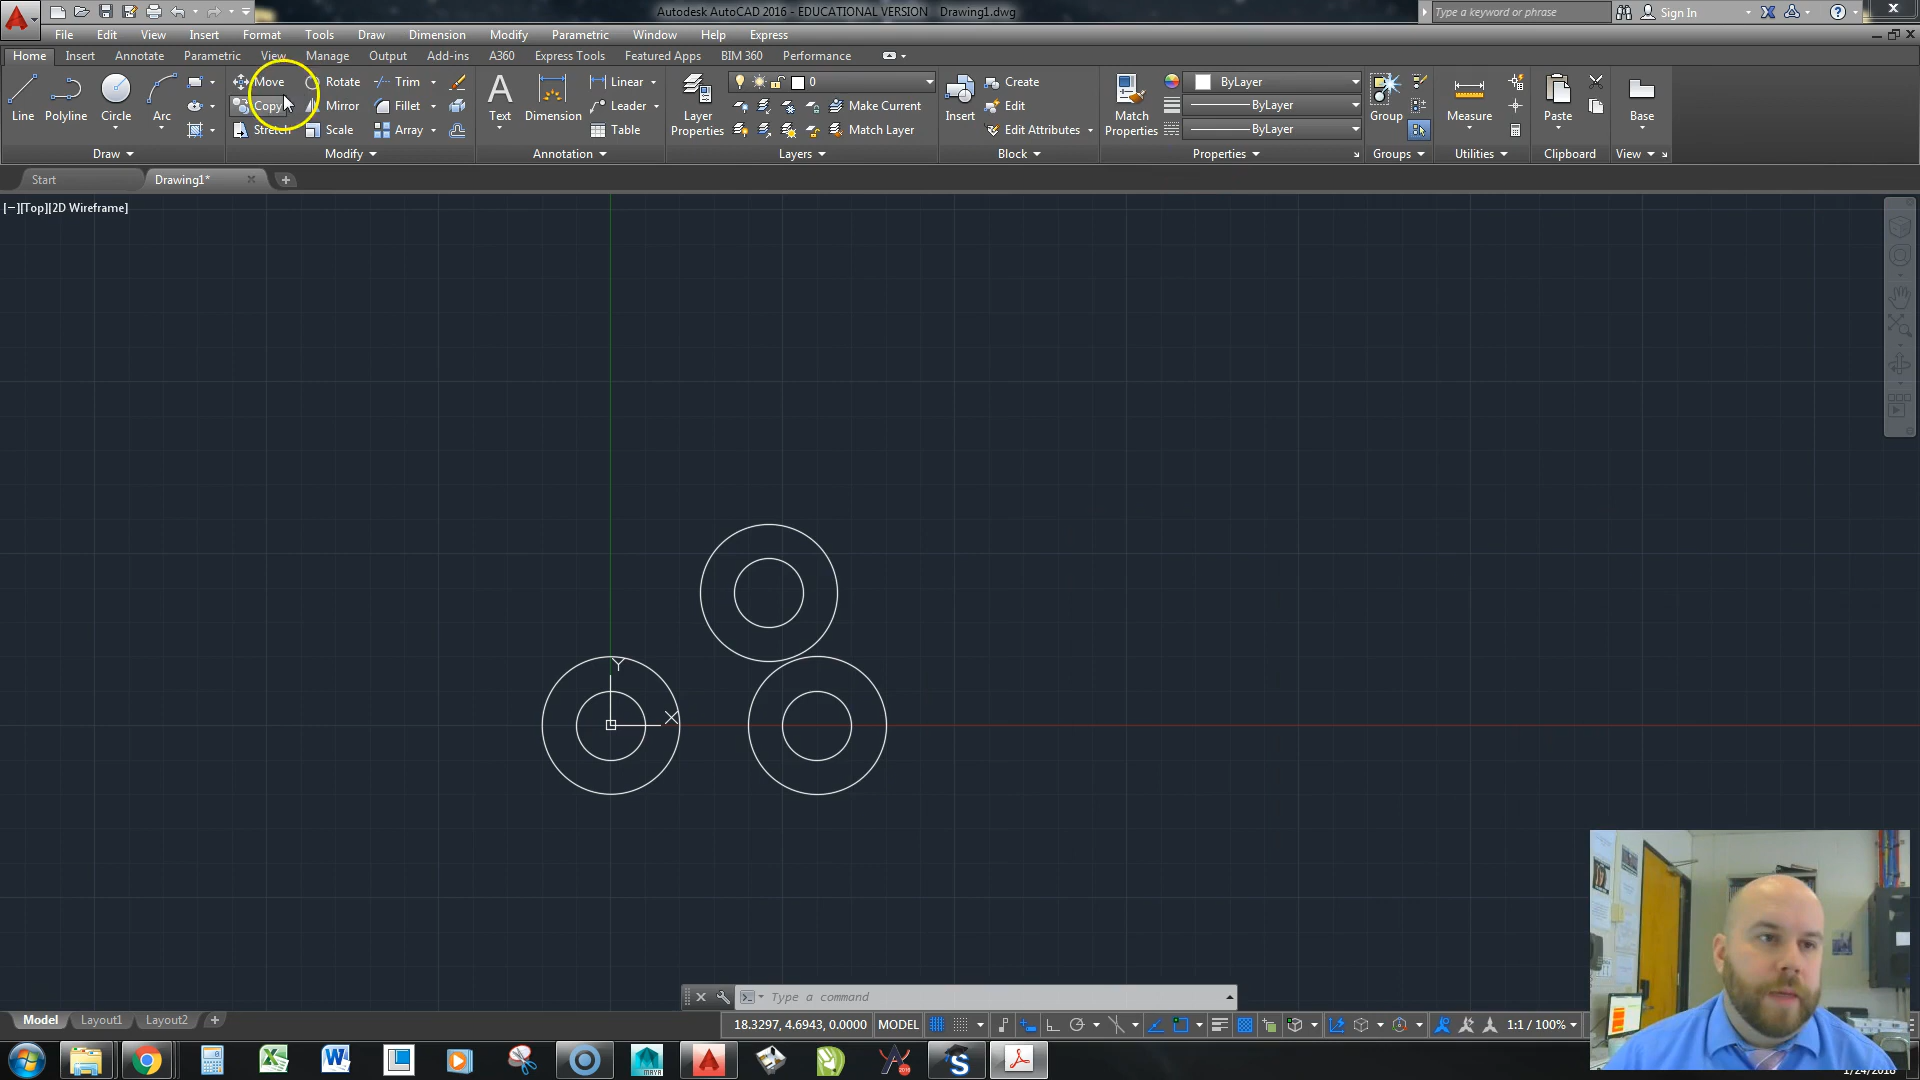 Autodesk AutoCAD 2016 - EDUCATIONAL VERSION Drawing1.dwg
Type a keyword or phrase
Sign In
File Edit View Insert Format Tools Draw Dimension Modify Parametric Window Help Express
Home Insert Annotate Parametric View Manage Output Add-ins A360 Express Tools Featured Apps BIM 360 Performance
Line Polyline Circle Arc
Move Rotate Trim
Copy Mirror Fillet
Stretch Scale Array
Text Dimension
Linear
Leader
Table
Layer Properties
0
Make Current
Match Layer
Insert
Create
Edit
Edit Attributes
Match Properties
ByLayer
ByLayer
ByLayer
Group
Measure
Paste
Base
Draw Modify Annotation Layers Block Properties Groups Utilities Clipboard View
Start Drawing1*
[−][Top][2D Wireframe]
Y
X
Type a command
Model Layout1 Layout2
18.3297, 4.6943, 0.0000 MODEL 1:1 / 100%
MAYA